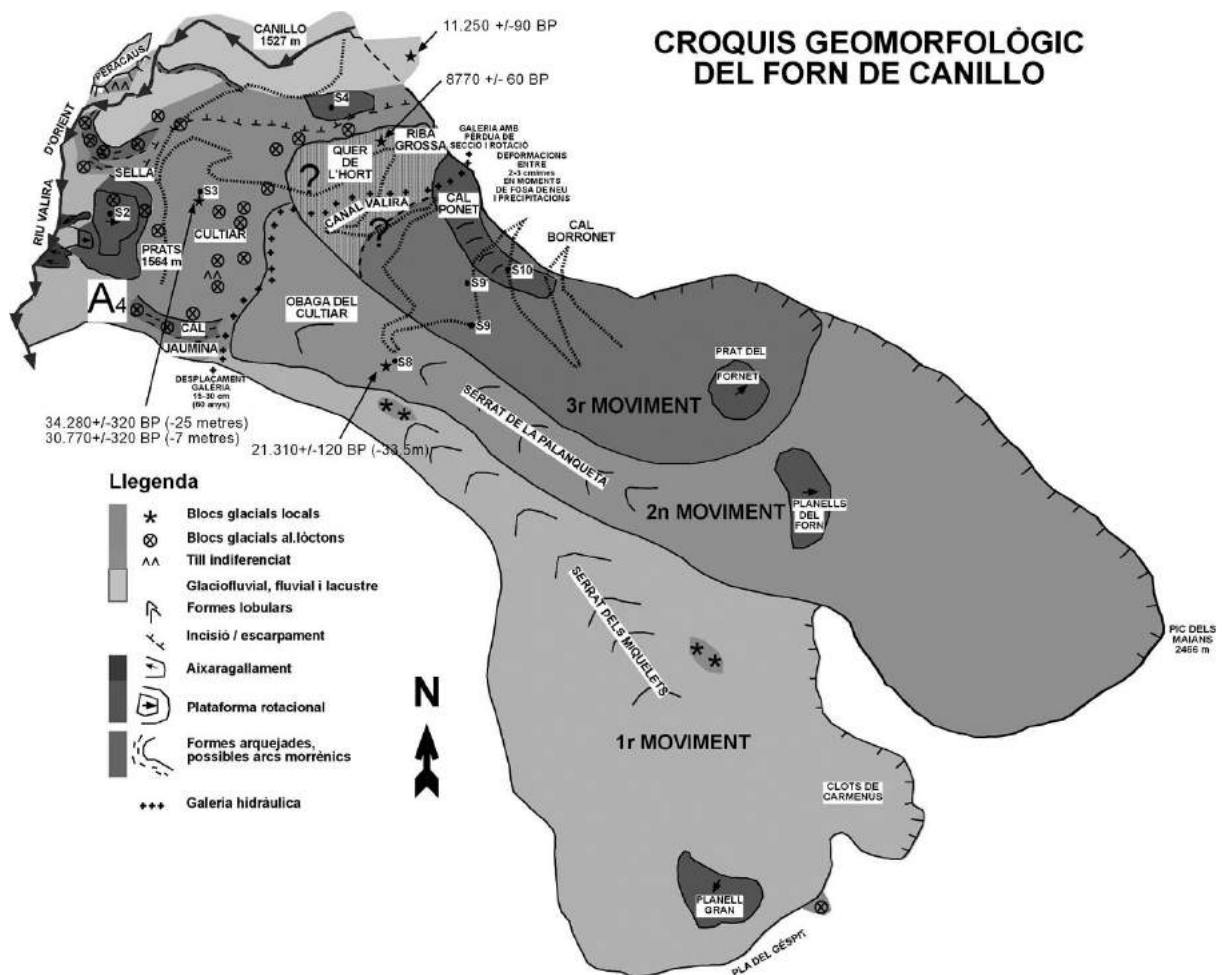 CROQUIS GEOMORFOLÒGIC
DEL FORN DE CANILLO
CANILLO
1527 m
11.250 +/-90 BP
8770 +/- 60 BP
PERACAUS
D'ORIENT
RIU VALIRA
S4
RIBA
GROSSA
QUER
DE
L'HORT
GALERIA AMB
PÈRDUA DE
SECCIÓ I ROTACIÓ
DEFORMACIONS
ENTRE
2-3 cm/mes
EN MOMENTS
DE FOSA DE NEU
I PRECIPITACIONS
SELLA
?
S3
S2
CANAL VALIRA
CAL
PONET
CAL
BORRONET
CULTIAR
PRATS
1564 m
?
S10
S9'
A4
OBAGA DEL
CULTIAR
S9
CAL
JAUMINA
S8
DESPLAÇAMENT
GALERIA
15-30 cm
(60 anys)
PRAT DEL
FORNET
3r MOVIMENT
SERRAT DE LA PALANQUETA
34.280+/-320 BP (-25 metres)
30.770+/-320 BP (-7 metres)
21.310+/-120 BP (-33,5m)
2n MOVIMENT
PLANELLS
DEL
FORN
SERRAT DELS MIQUELETS
PIC DELS
MAIANS
2466 m
1r MOVIMENT
CLOTS DE
CARMENÚS
PLANELL
GRAN
PLA DEL GÉSPIT
N
Llegenda
Blocs glacials locals
Blocs glacials al.lòctons
Till indiferenciat
Glaciofluvial, fluvial i lacustre
Formes lobulars
Incisió / escarpament
Aixaragallament
Plataforma rotacional
Formes arquejades,
possibles arcs morrènics
Galeria hidràulica